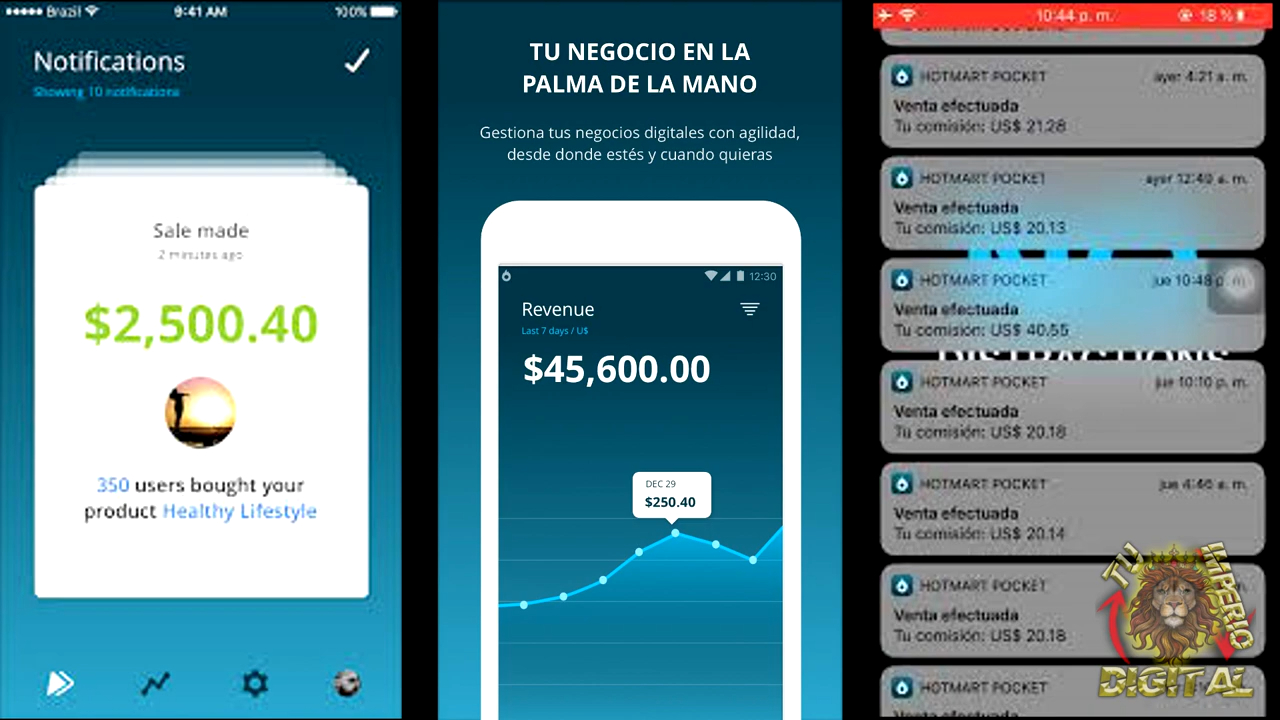 Brazil
9:41 AM
100%
Notifications
Showing 10 notifications
Sale made
2 minutes ago
$2,500.40
350 users bought your
product Healthy Lifestyle
TU NEGOCIO EN LA
PALMA DE LA MANO
Gestiona tus negocios digitales con agilidad,
desde donde estés y cuando quieras
12:30
Revenue
Last 7 days / U$
$45,600.00
DEC 29
$250.40
10:44 p. m.
18 %
HOTMART POCKET
ayer 4:21 a. m.
Venta efectuada
Tu comisión: US$ 21.28
HOTMART POCKET
ayer 12:49 a. m.
Venta efectuada
Tu comisión: US$ 20.13
HOTMART POCKET
jue 10:48 p. m.
Venta efectuada
Tu comisión: US$ 40.55
DISTRACTIONS
HOTMART POCKET
jue 10:10 p. m.
Venta efectuada
Tu comisión: US$ 20.18
HOTMART POCKET
jue 4:46 a. m.
Venta efectuada
Tu comisión: US$ 20.14
HOTMART POCKET
Venta efectuada
Tu comisión: US$ 20.18
HOTMART POCKET
Venta efectuada
TU IMPERIO
DIGITAL